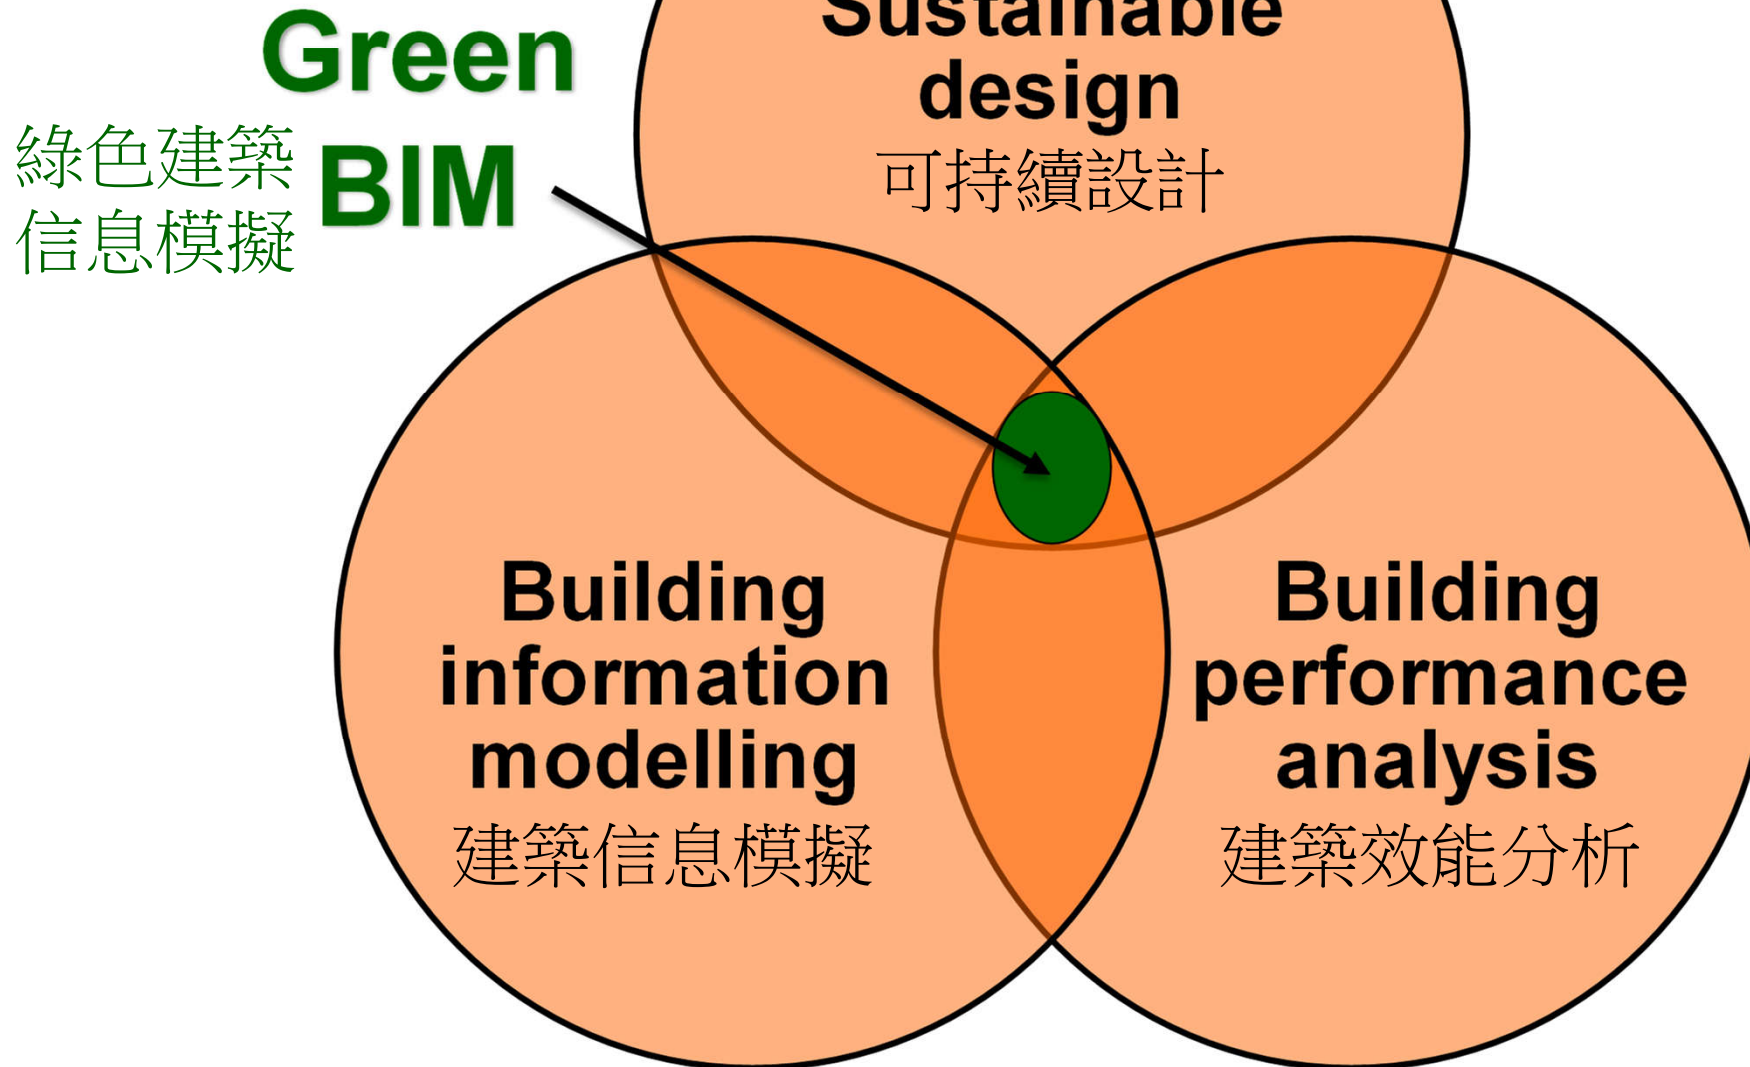 Green
BIM
綠色建築
信息模擬
Sustainable
design
可持續設計
Building
information
modelling
建築信息模擬
Building
performance
analysis
建築效能分析